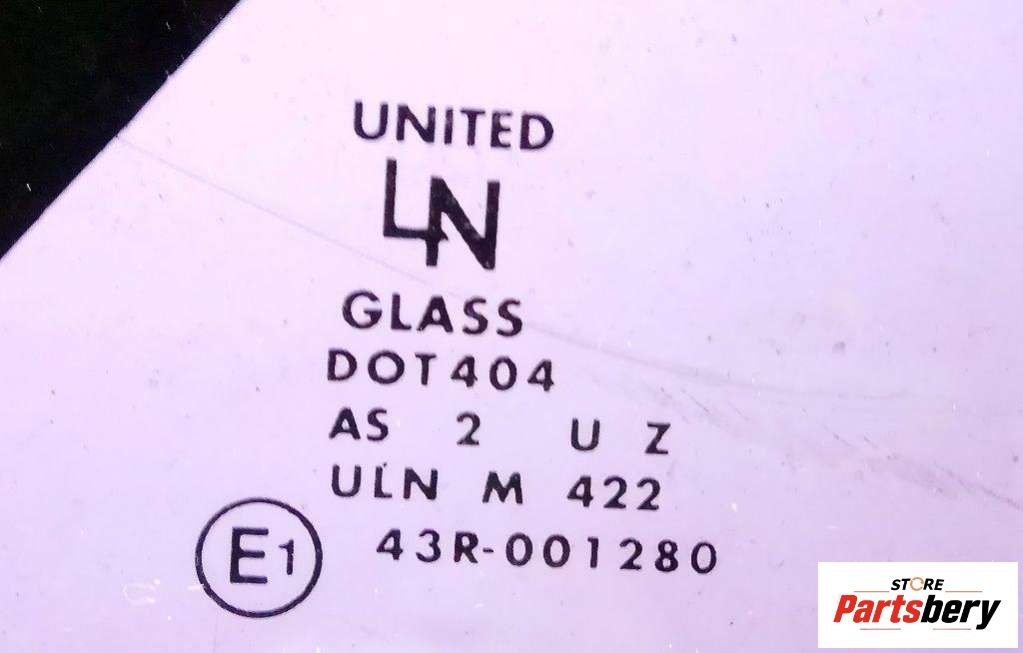 UNITED
LN
GLASS
DOT404
AS 2 U Z
ULN M 422
E1 43R-001280
STORE
Partsbery